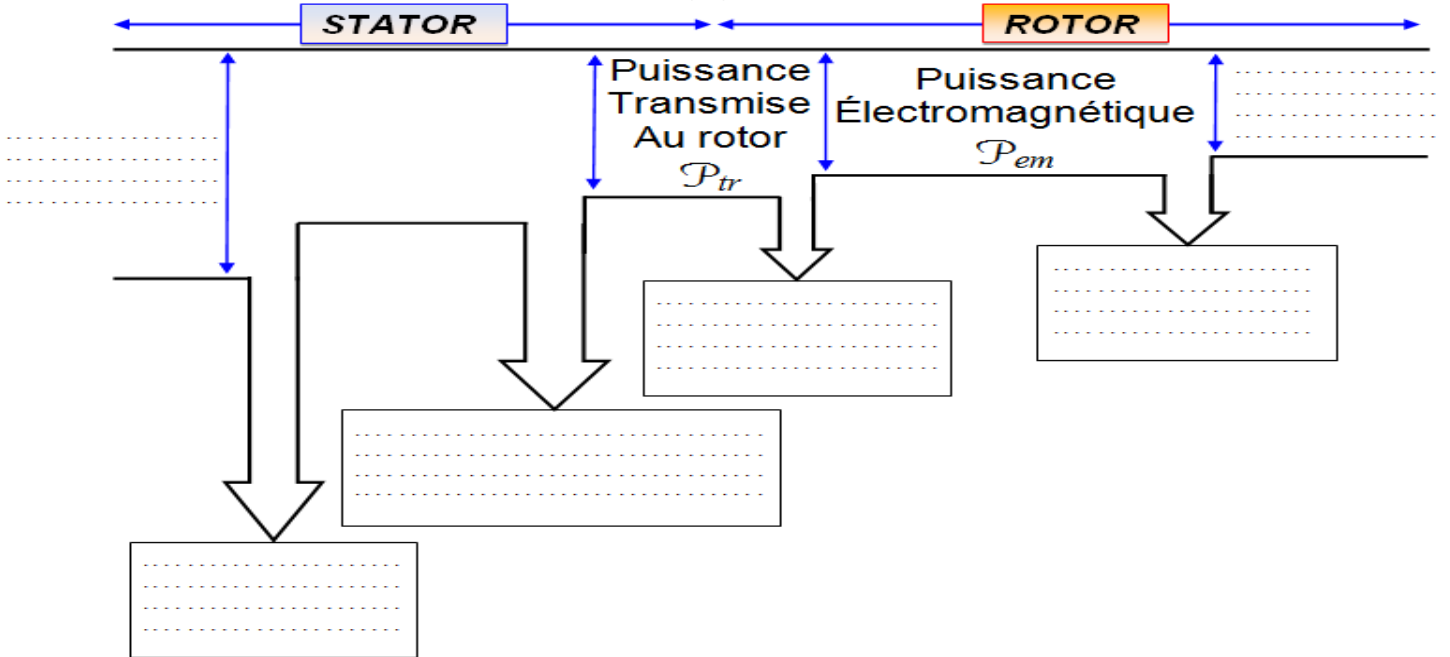 STATOR
ROTOR
Puissance
Transmise
Au rotor
𝒫tr
Puissance
Électromagnétique
𝒫em